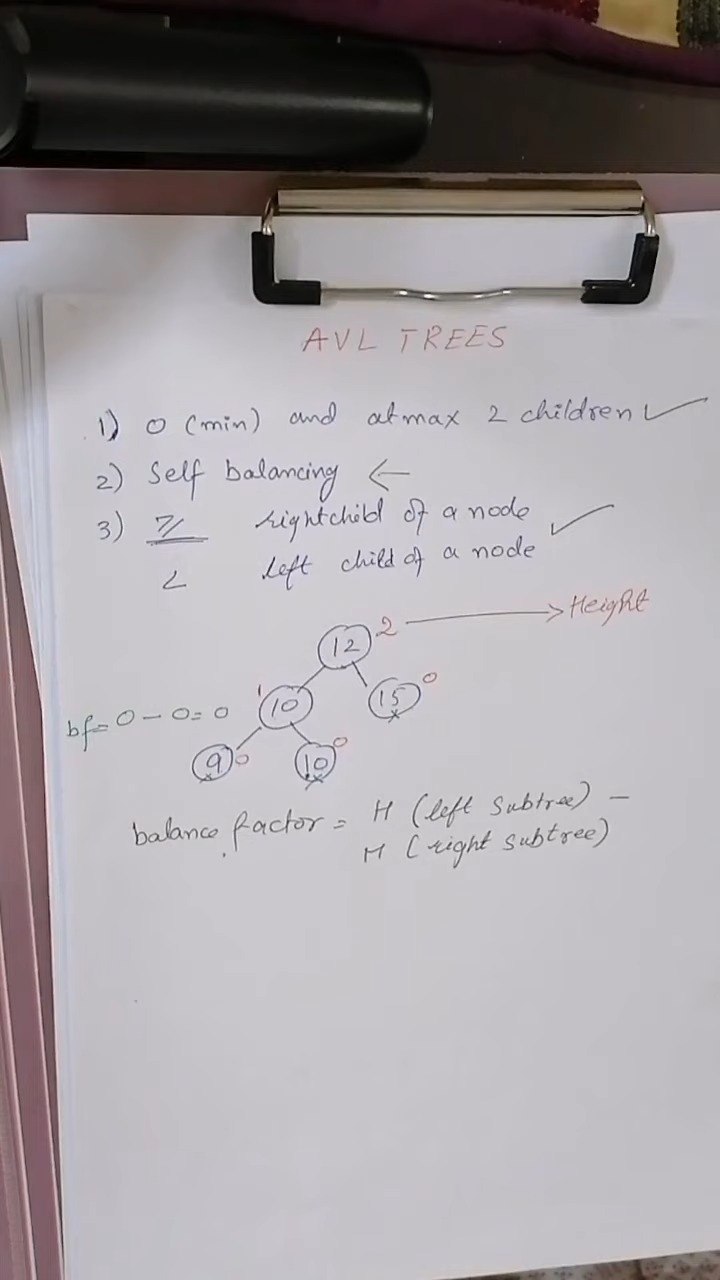 AVL TREES
1) 0 (min) and atmax 2 children ✓
2) Self balancing ←
3) ≥ rightchild of a node ✓
< left child of a node
12 2 → Height
bf = 0 - 0 = 0 1 10 15 0
9 0 10 0
balance factor = H (left subtree) -
H (right subtree)